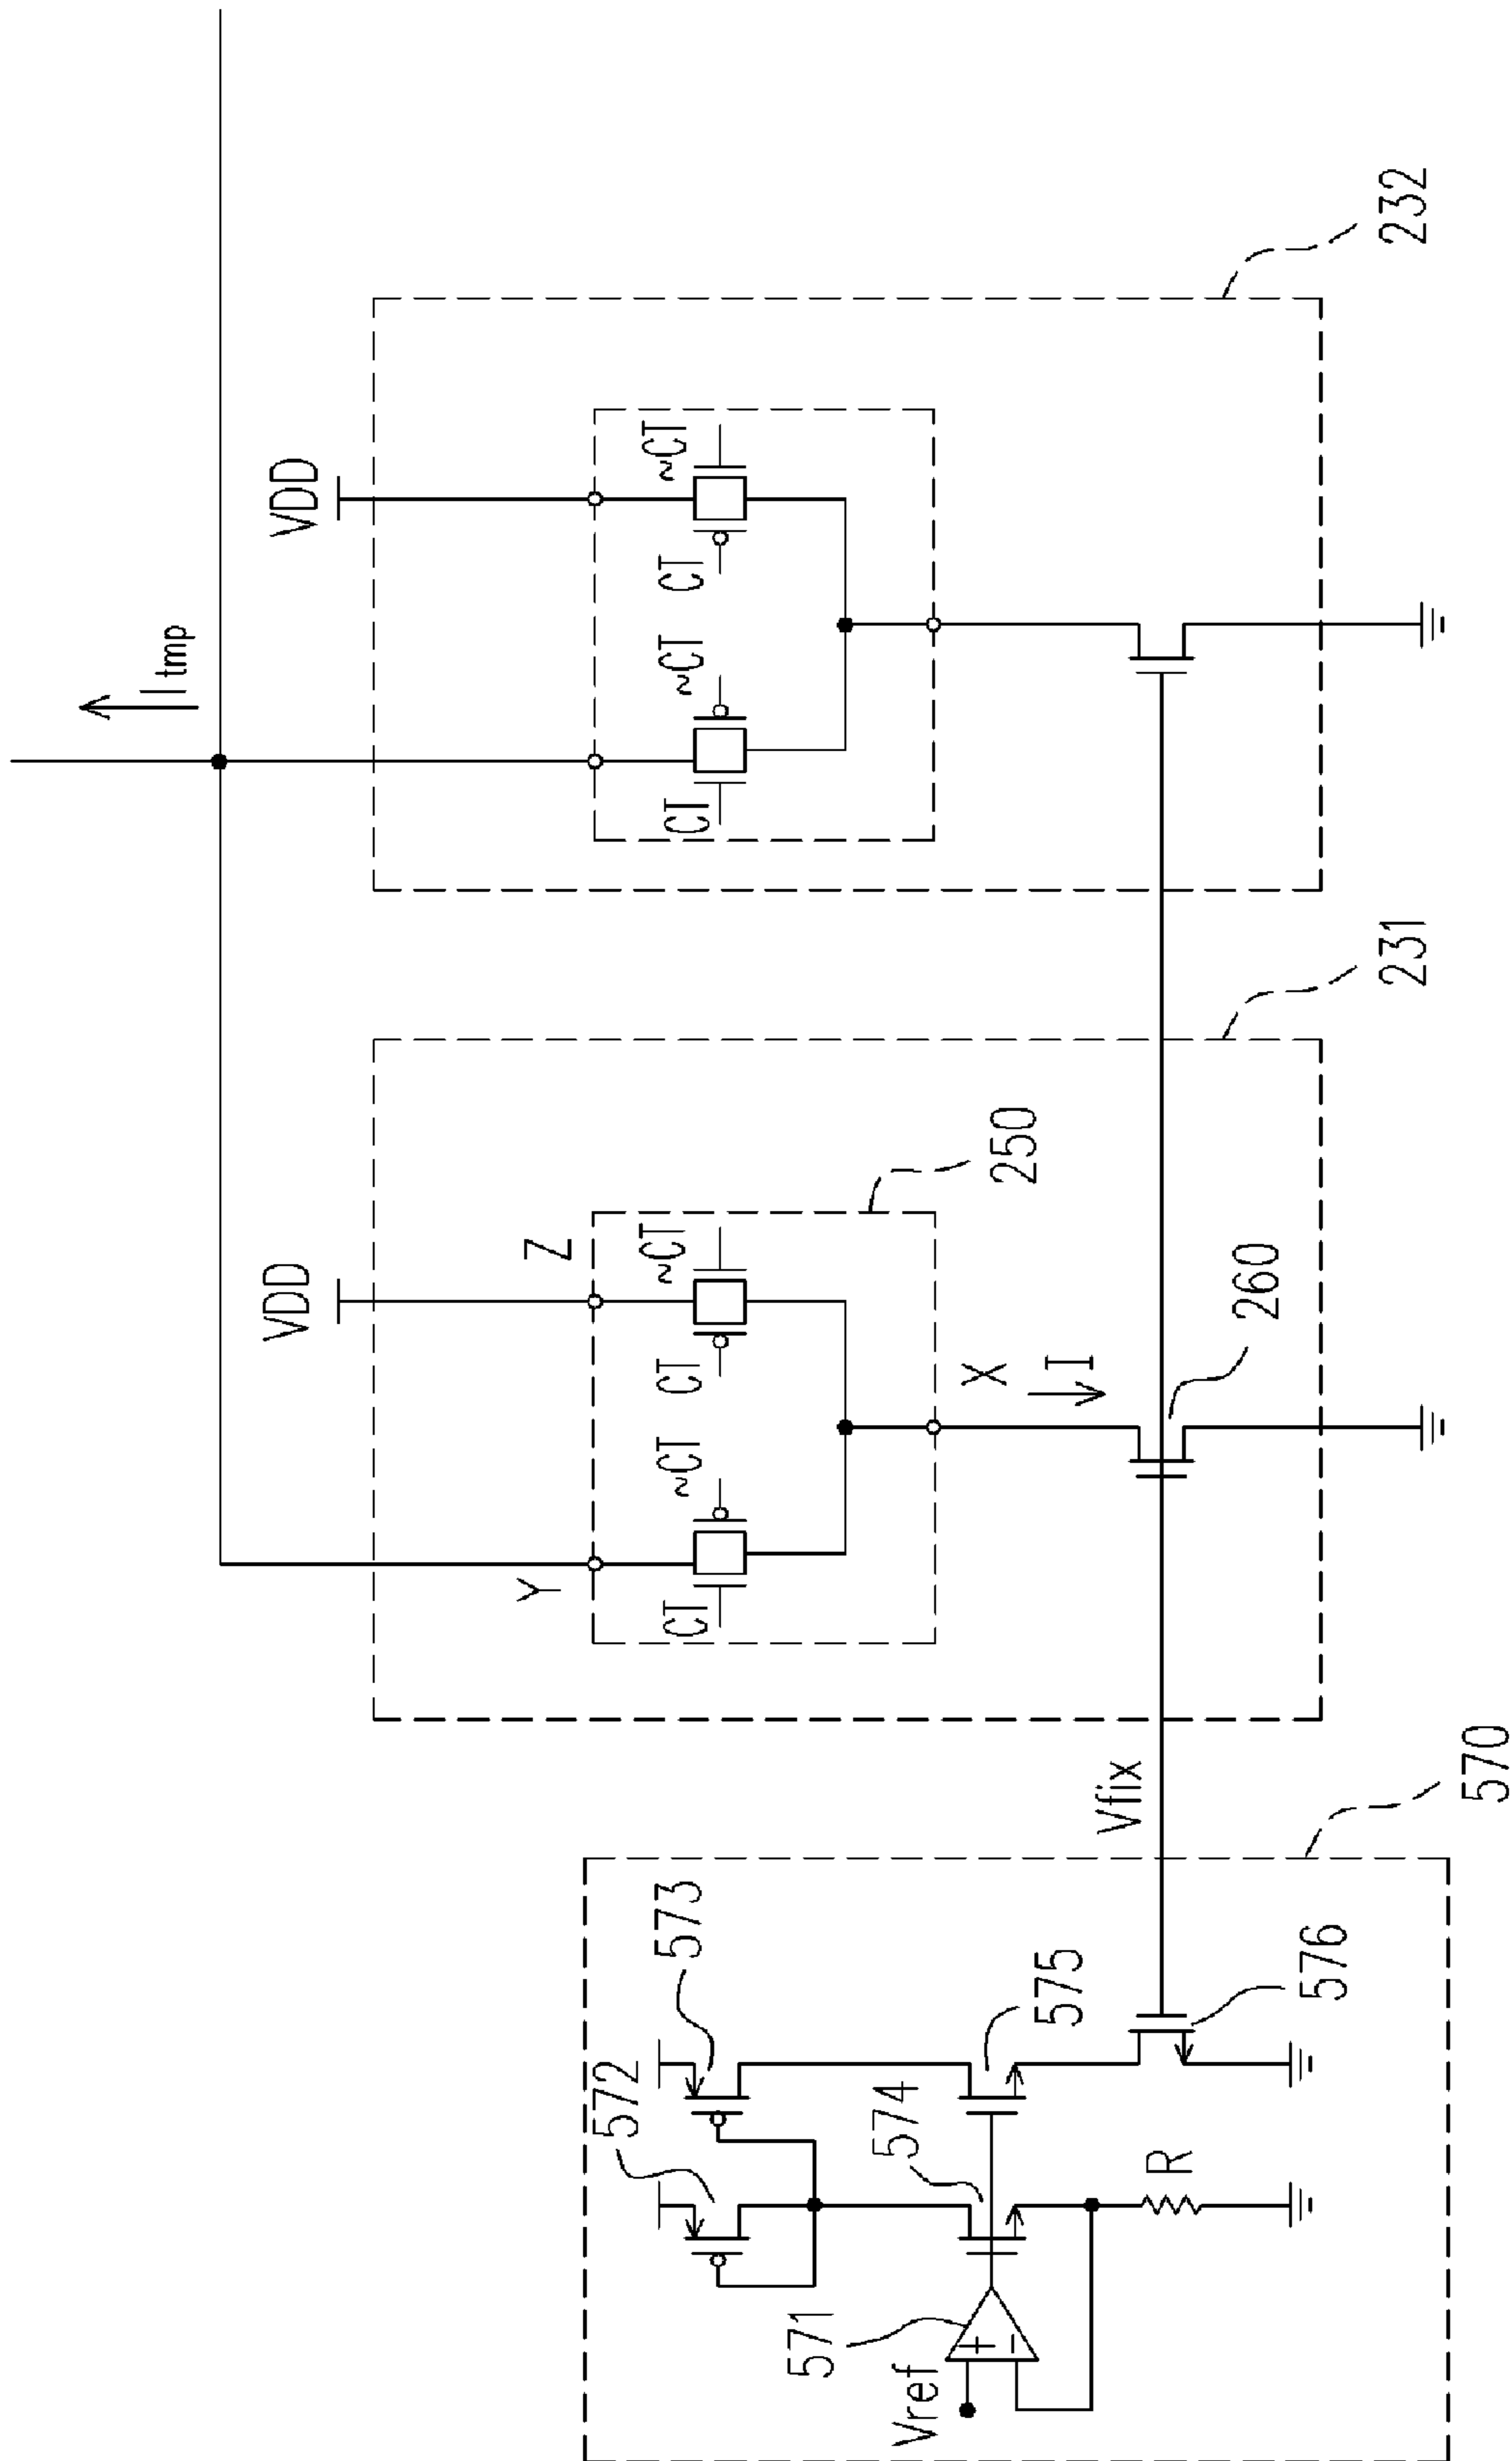 Itmp
VDD
VDD
Z
Y
CT
~CT
CT
~CT
CT
~CT
CT
~CT
250
X
I
260
231
232
Vfix
572
573
574
575
571
Vref
R
576
570